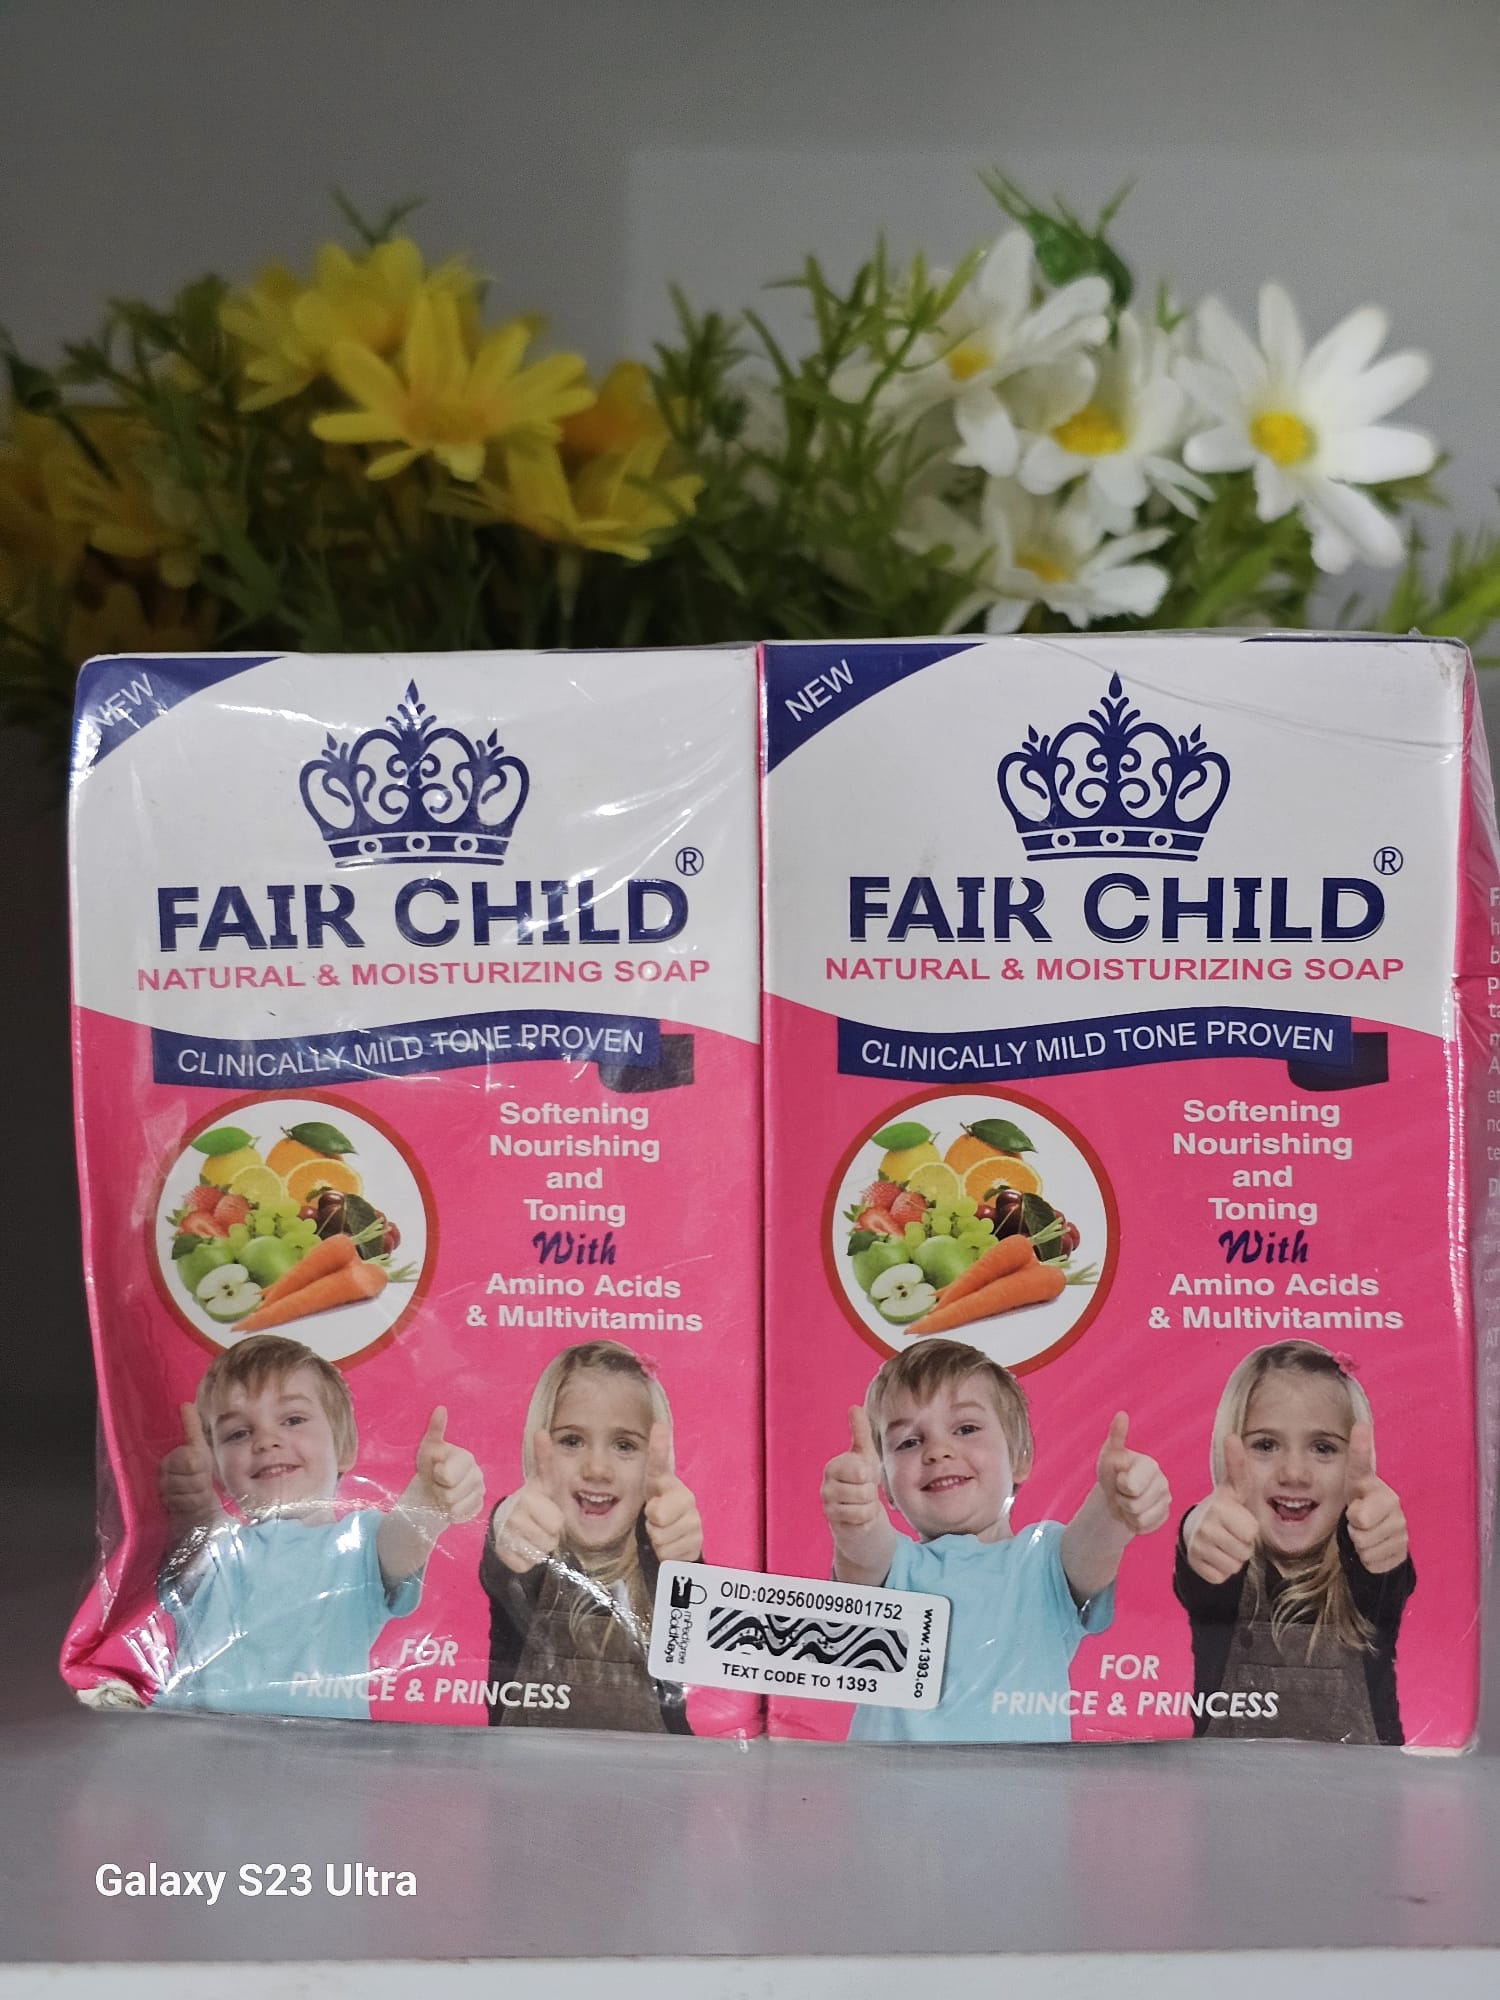 NEW
FAIR CHILD®
NATURAL & MOISTURIZING SOAP
CLINICALLY MILD TONE PROVEN
Softening
Nourishing
and
Toning
With
Amino Acids
& Multivitamins
FOR
PRINCE & PRINCESS
NEW
FAIR CHILD®
NATURAL & MOISTURIZING SOAP
CLINICALLY MILD TONE PROVEN
Softening
Nourishing
and
Toning
With
Amino Acids
& Multivitamins
FOR
PRINCE & PRINCESS
mPedigree
GoldKeys
OID:029560099801752
TEXT CODE TO 1393
www.1393.co
Galaxy S23 Ultra